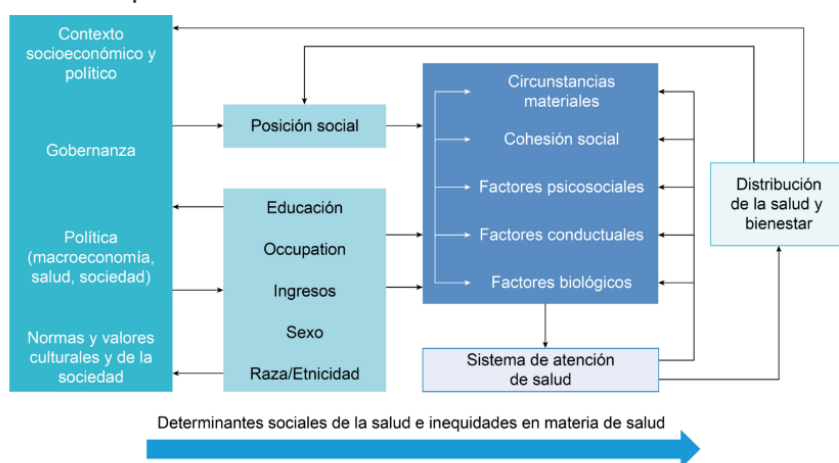 Contexto
socioeconómico y
político
Gobernanza
Política
(macroeconomía,
salud, sociedad)
Normas y valores
culturales y de la
sociedad
Posición social
Educación
Occupation
Ingresos
Sexo
Raza/Etnicidad
Circunstancias
materiales
Cohesión social
Factores psicosociales
Factores conductuales
Factores biológicos
Sistema de atención
de salud
Distribución
de la salud y
bienestar
Determinantes sociales de la salud e inequidades en materia de salud